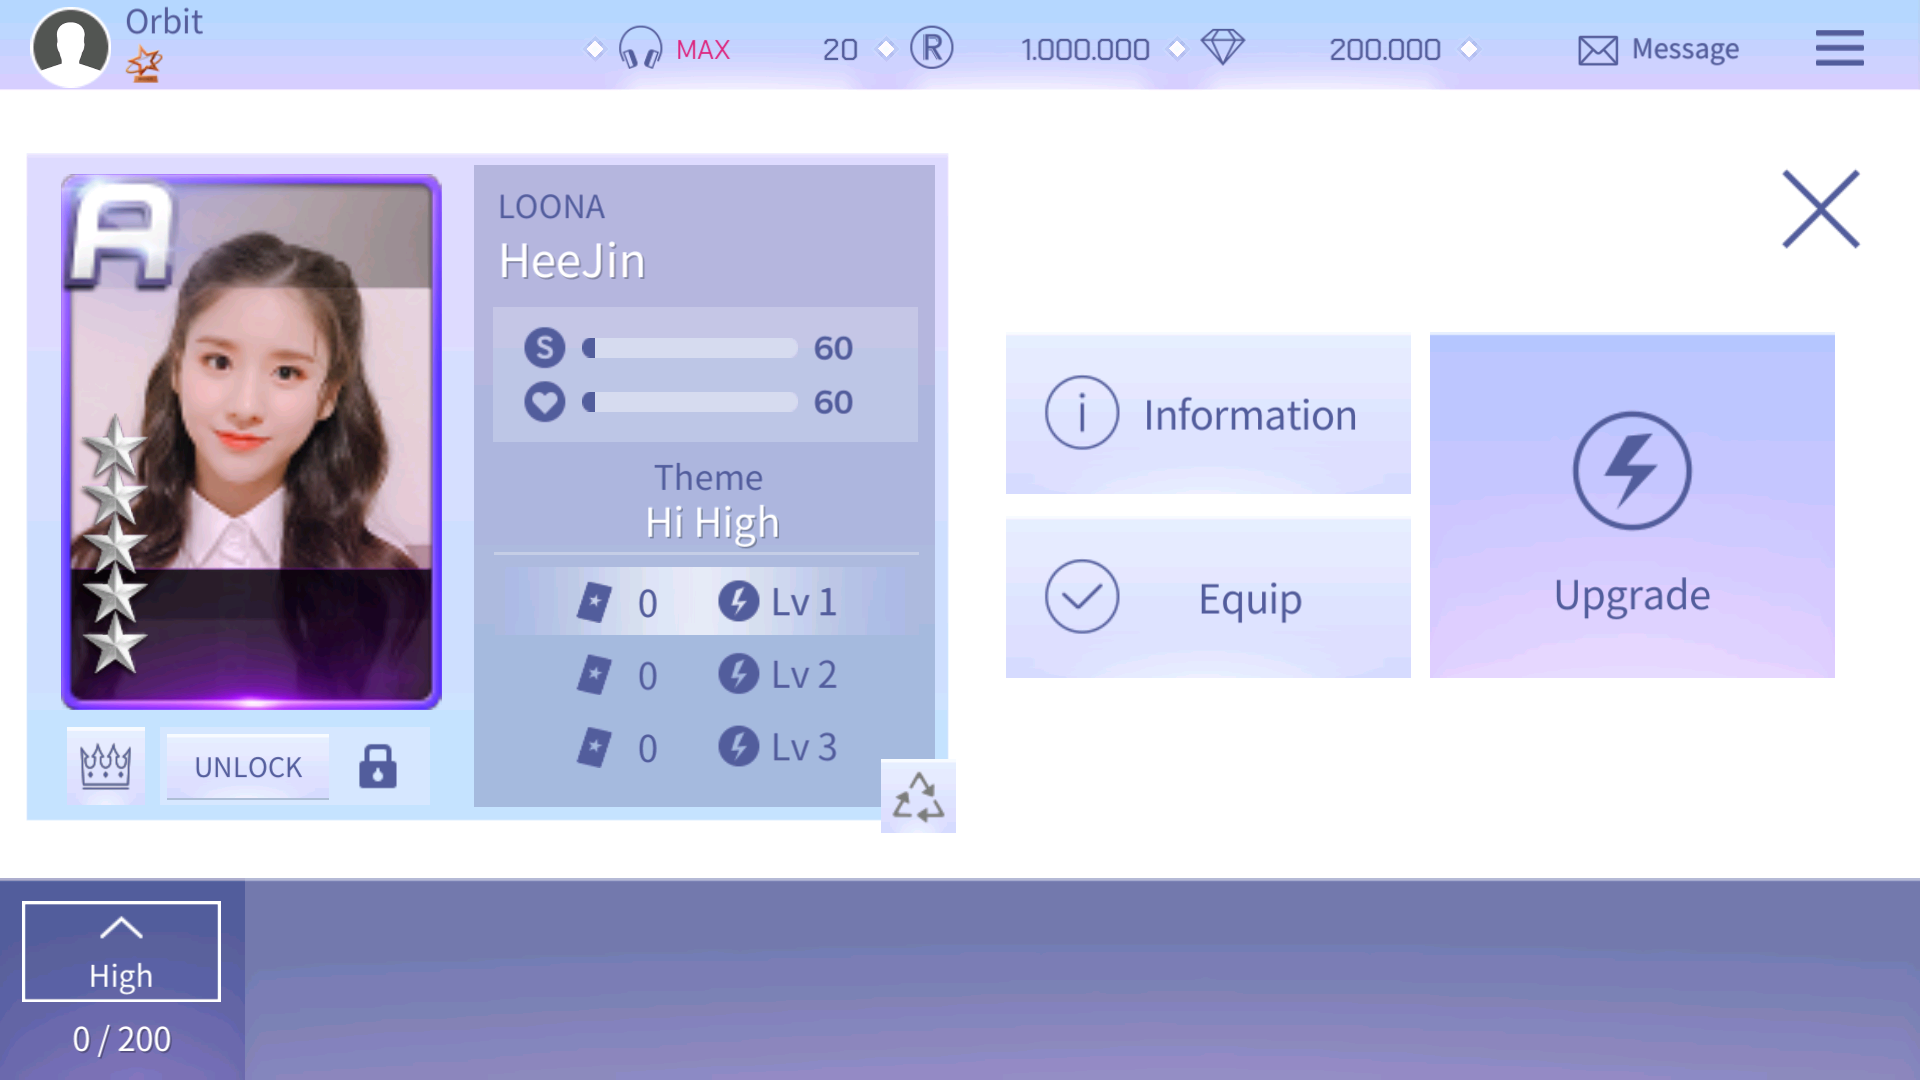 Orbit
MAX
20
R
1.000.000
200.000
Message
A
LOONA
HeeJin
S
60
60
Theme
Hi High
0 Lv 1
0 Lv 2
0 Lv 3
UNLOCK
i Information
Equip
Upgrade
High
0 / 200